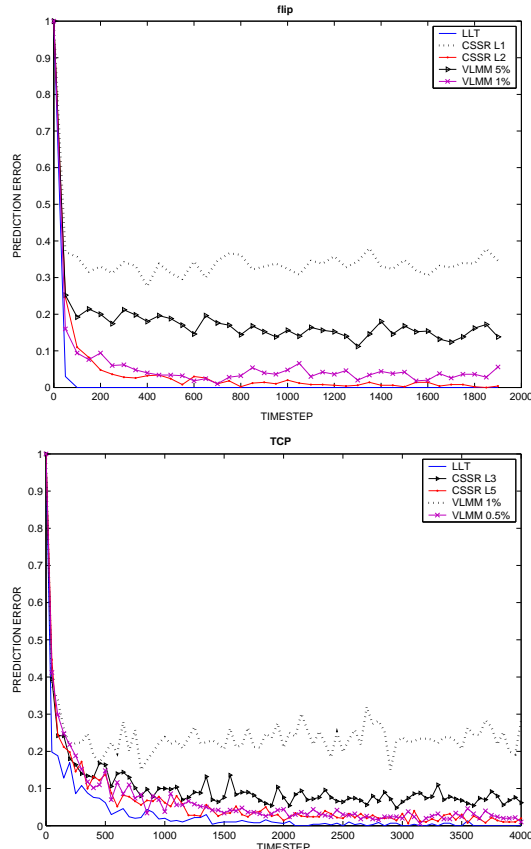 flip
LLT
CSSR L1
CSSR L2
VLMM 5%
VLMM 1%
1
0.9
0.8
0.7
0.6
0.5
0.4
0.3
0.2
0.1
0
PREDICTION ERROR
0 200 400 600 800 1000 1200 1400 1600 1800 2000
TIMESTEP
TCP
LLT
CSSR L3
CSSR L5
VLMM 1%
VLMM 0.5%
1
0.9
0.8
0.7
0.6
0.5
0.4
0.3
0.2
0.1
0
PREDICTION ERROR
0 500 1000 1500 2000 2500 3000 3500 4000
TIMESTEP